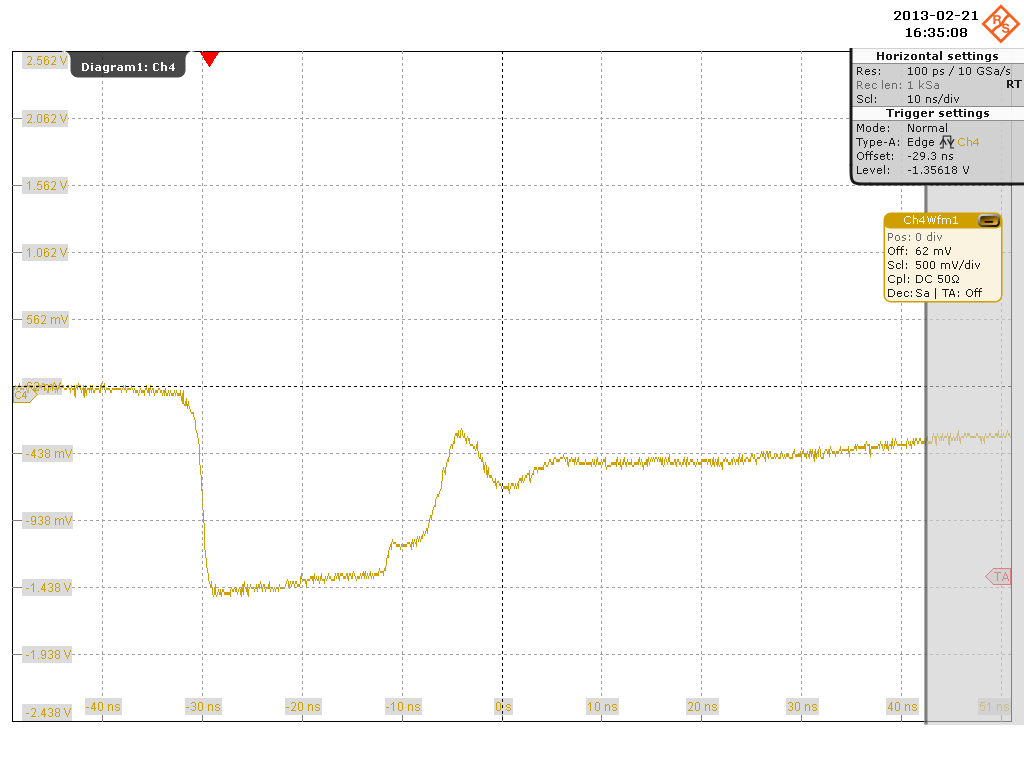 2013-02-21
16:35:08
R S
Diagram1: Ch4
Horizontal settings
Res: 100 ps / 10 GSa/s
RT
Rec len: 1 kSa
Scl: 10 ns/div
Trigger settings
Mode: Normal
Type-A: Edge Ch4
Offset: -29.3 ns
Level: -1.35618 V
Ch4Wfm1
Pos: 0 div
Off: 62 mV
Scl: 500 mV/div
Cpl: DC 50Ω
Dec: Sa | TA: Off
2.562 V
2.062 V
1.562 V
1.062 V
562 mV
62 mV
C4
-438 mV
-938 mV
-1.438 V
TA
-1.938 V
-2.438 V
-40 ns
-30 ns
-20 ns
-10 ns
0 s
10 ns
20 ns
30 ns
40 ns
51 ns